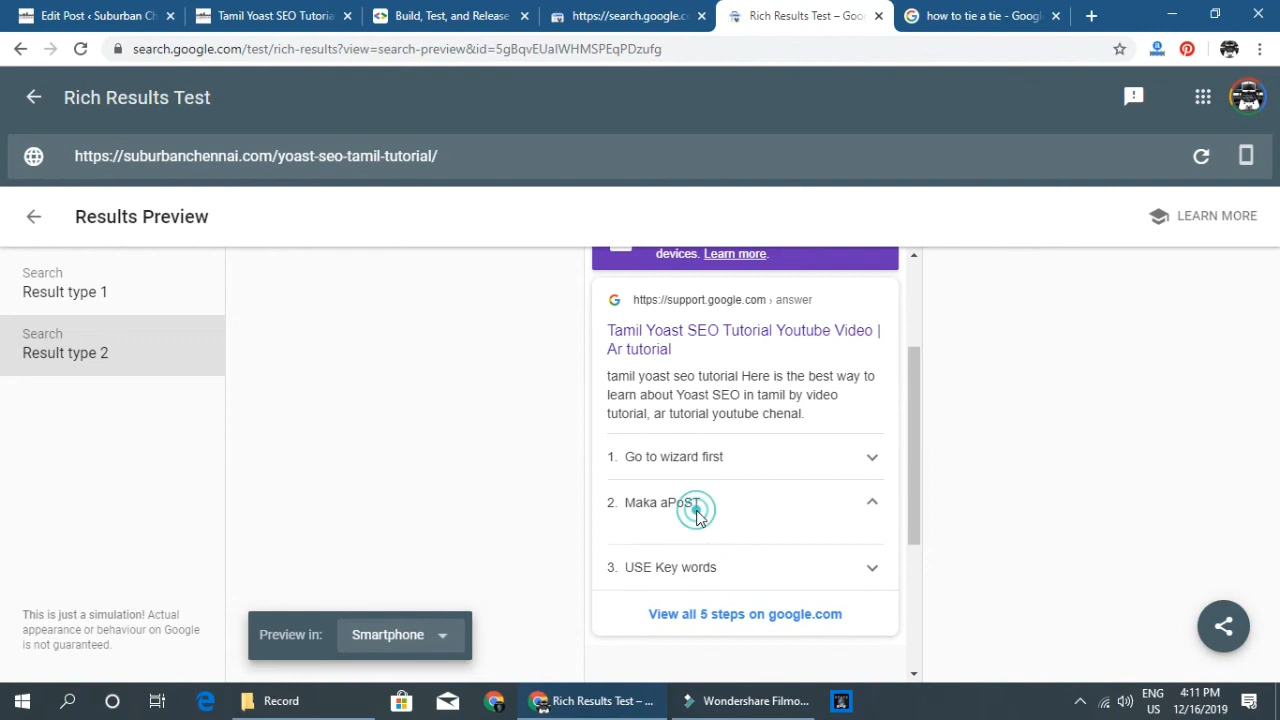 Edit Post ‹ Suburban Ch
Tamil Yoast SEO Tutoria
Build, Test, and Release
https://search.google.co
Rich Results Test – Goo
how to tie a tie - Googl
search.google.com/test/rich-results?view=search-preview&id=5gBqvEUaIWHMSPEqPDzufg
Rich Results Test
https://suburbanchennai.com/yoast-seo-tamil-tutorial/
Results Preview
LEARN MORE
Search
Result type 1
Search
Result type 2
devices. Learn more.
https://support.google.com › answer
Tamil Yoast SEO Tutorial Youtube Video |
Ar tutorial
tamil yoast seo tutorial Here is the best way to
learn about Yoast SEO in tamil by video
tutorial, ar tutorial youtube chenal.
1. Go to wizard first
2. Maka aPoST
3. USE Key words
View all 5 steps on google.com
This is just a simulation! Actual
appearance or behaviour on Google
is not guaranteed.
Preview in: Smartphone
Record
Rich Results Test – ...
Wondershare Filmo...
ENG
US
4:11 PM
12/16/2019